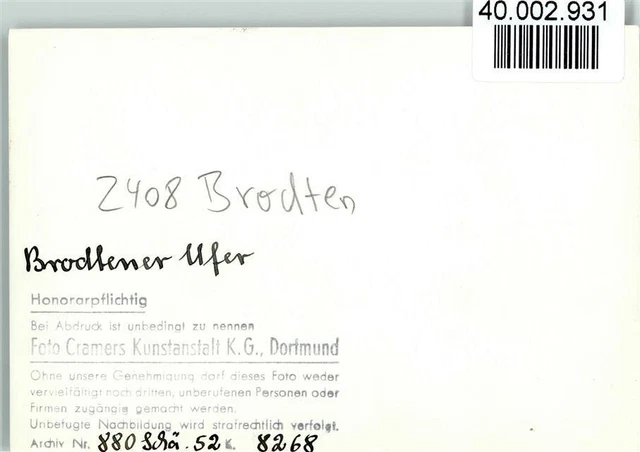 40.002.931
2408 Brodten
Brodtener Ufer
Honorarpflichtig
Bei Abdruck ist unbedingt zu nennen
Foto Cramers Kunstanstalt K.G., Dortmund
Ohne unsere Genehmigung darf dieses Foto weder
vervielfältigt noch dritten, unberufenen Personen oder
Firmen zugängig gemacht werden.
Unbefugte Nachbildung wird strafrechtlich verfolgt.
Archiv Nr. 880 Schä. 52 K. 8268